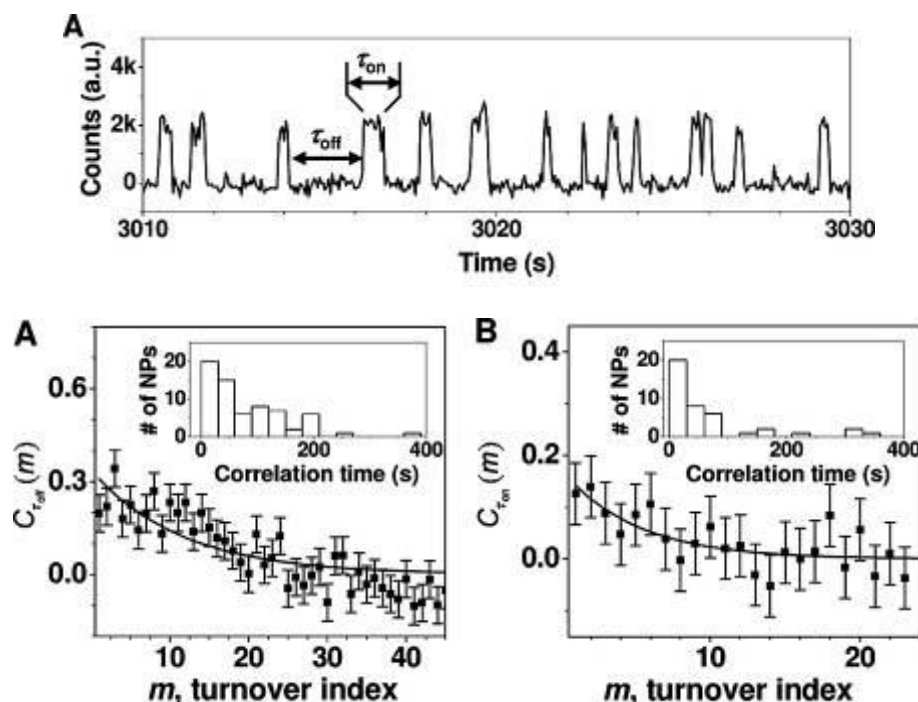 A
Counts (a.u.)
4k
2k
0
τon
τoff
3010 3020 3030
Time (s)
A
Cτoff (m)
0.6
0.3
0.0
# of NPs
20
10
0
0 200 400
Correlation time (s)
10 20 30 40
m, turnover index
B
Cτon (m)
0.4
0.2
0.0
# of NPs
20
10
0
0 200 400
Correlation time (s)
10 20
m, turnover index